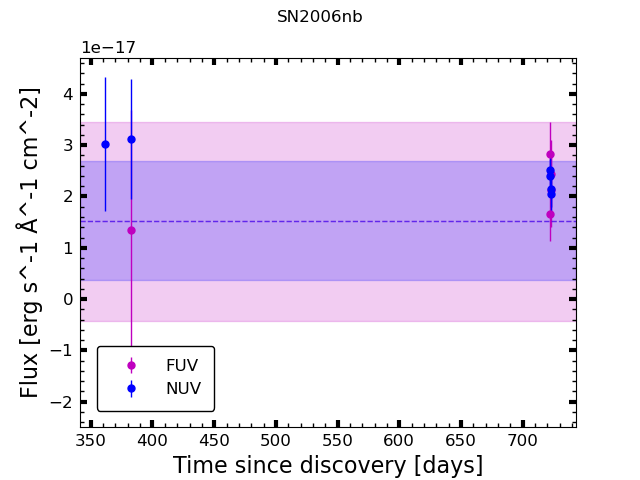 SN2006nb
1e−17
4
3
2
1
0
−1
−2
Flux [erg s^-1 Å^-1 cm^-2]
FUV
NUV
350 400 450 500 550 600 650 700
Time since discovery [days]